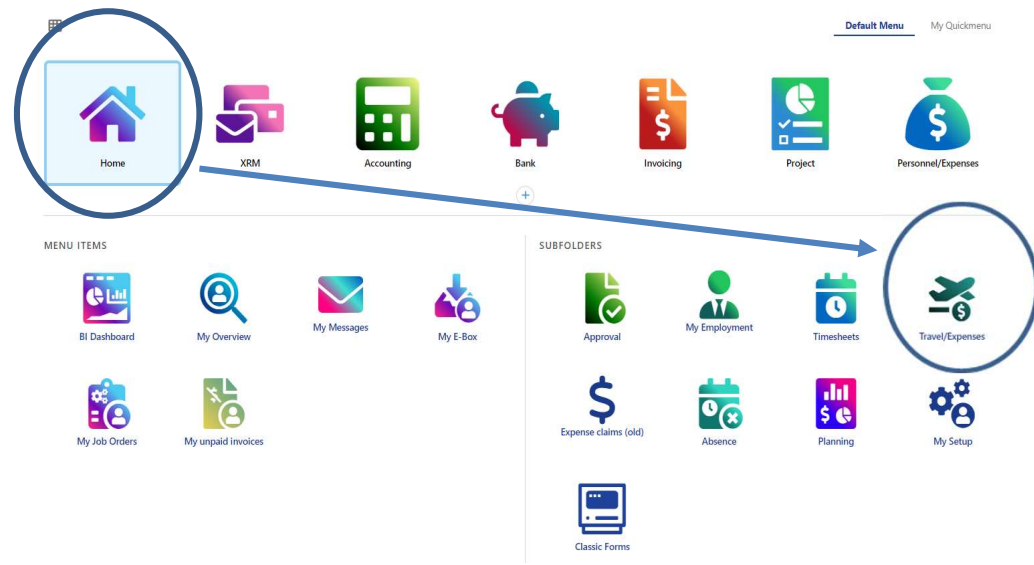 Default Menu My Quickmenu
Home XRM Accounting Bank Invoicing Project Personnel/Expenses
MENU ITEMS
BI Dashboard My Overview My Messages My E-Box
My Job Orders My unpaid invoices
SUBFOLDERS
Approval My Employment Timesheets Travel/Expenses
Expense claims (old) Absence Planning My Setup
Classic Forms